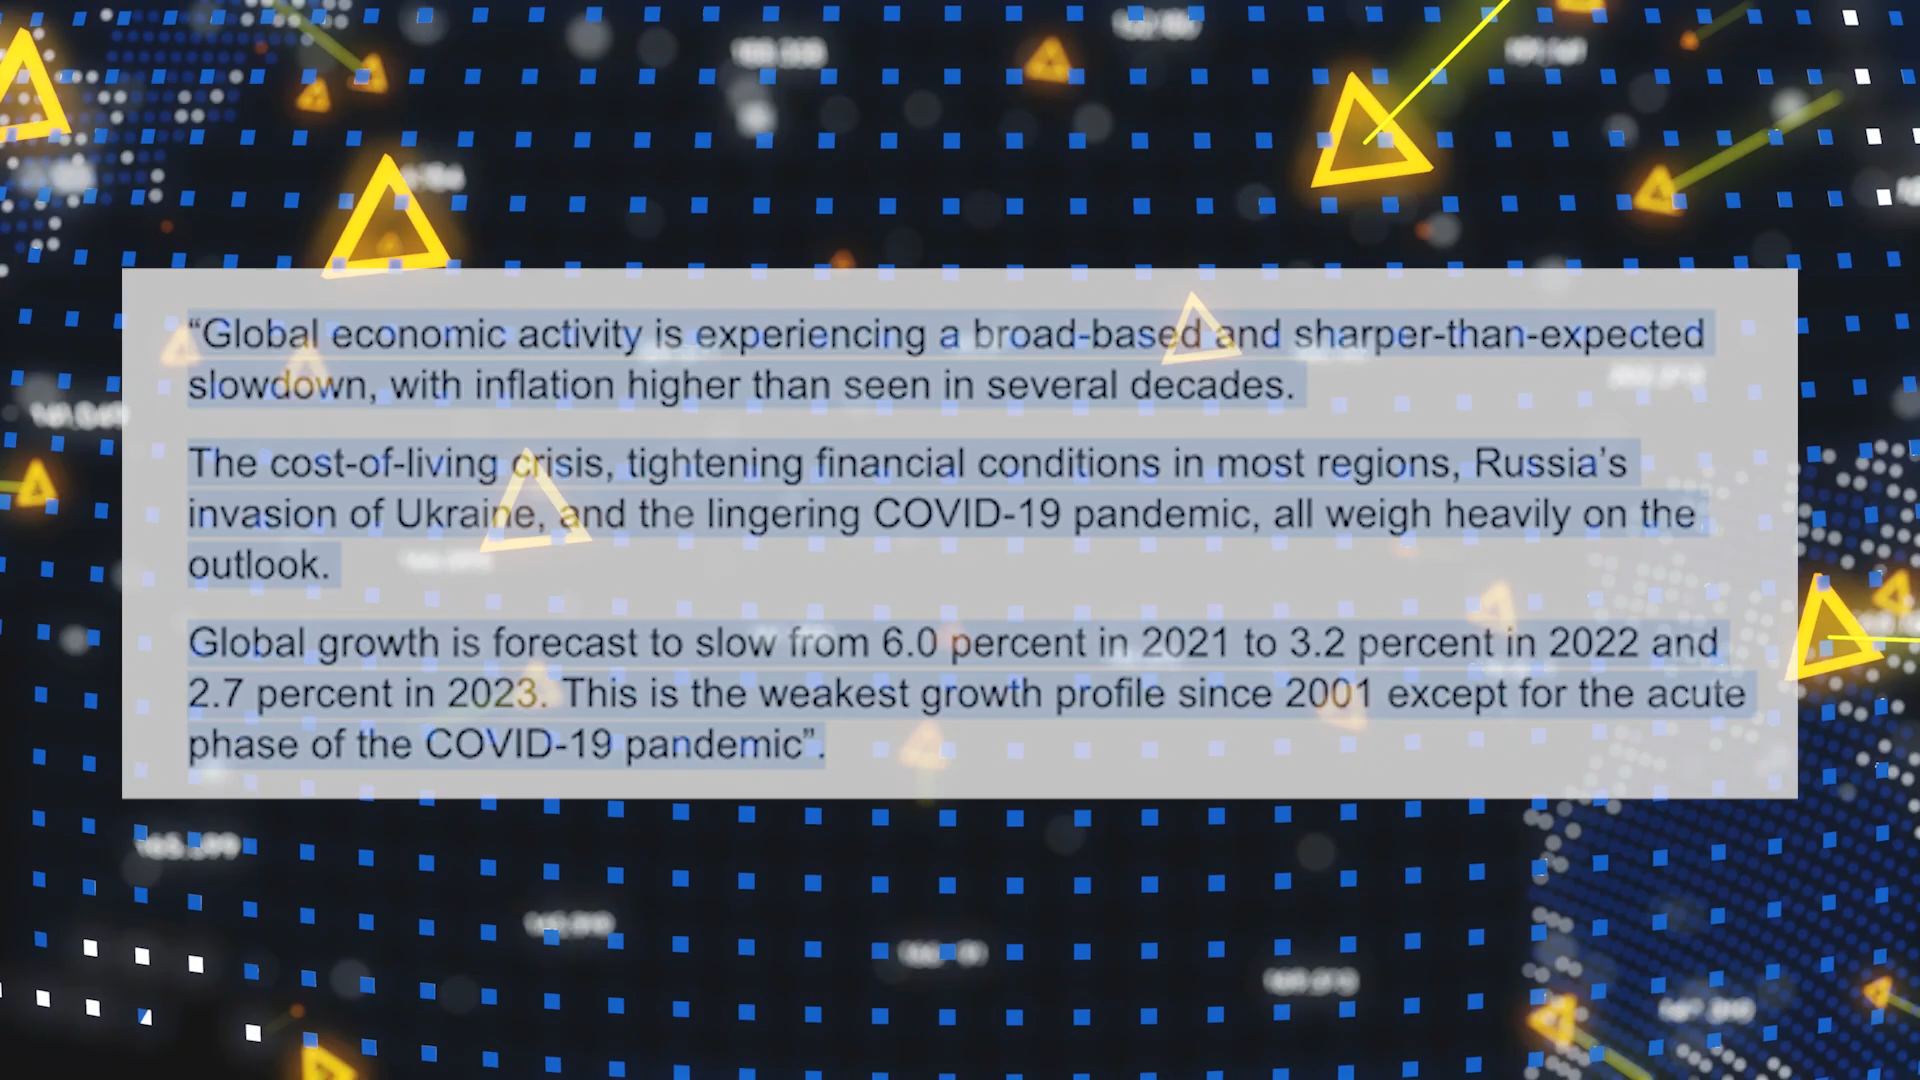 “Global economic activity is experiencing a broad-based and sharper-than-expected
slowdown, with inflation higher than seen in several decades.
The cost-of-living crisis, tightening financial conditions in most regions, Russia’s
invasion of Ukraine, and the lingering COVID-19 pandemic, all weigh heavily on the
outlook.
Global growth is forecast to slow from 6.0 percent in 2021 to 3.2 percent in 2022 and
2.7 percent in 2023. This is the weakest growth profile since 2001 except for the acute
phase of the COVID-19 pandemic”.